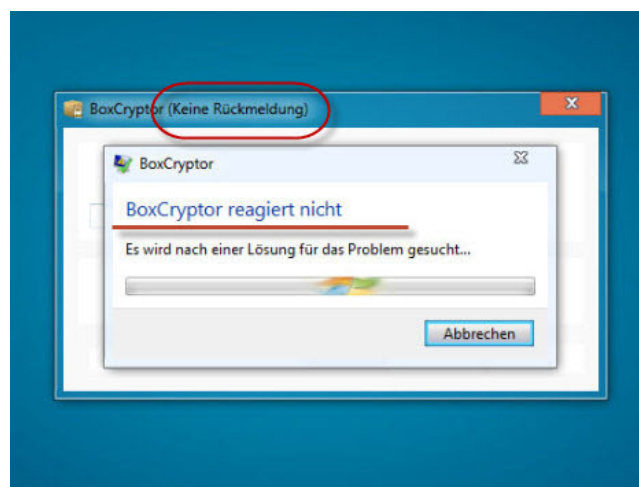 BoxCryptor (Keine Rückmeldung)
BoxCryptor
BoxCryptor reagiert nicht
Es wird nach einer Lösung für das Problem gesucht...
Abbrechen